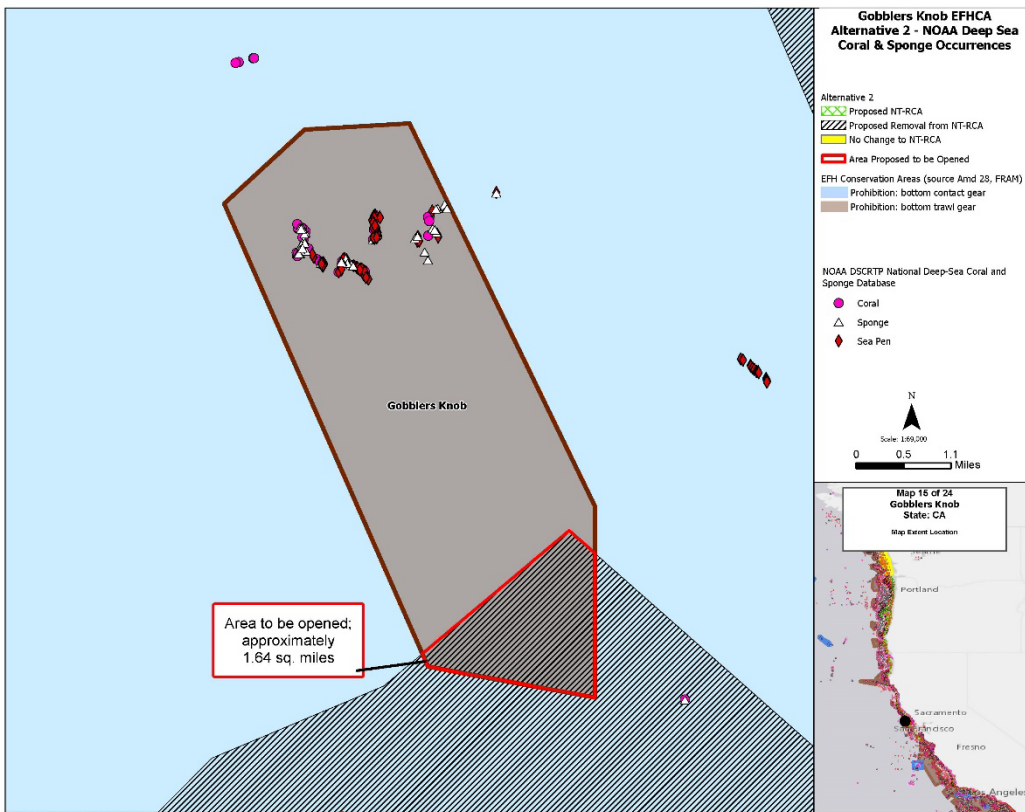 Gobblers Knob EFHCA
Alternative 2 - NOAA Deep Sea
Coral & Sponge Occurrences
Alternative 2
Proposed NT-RCA
Proposed Removal from NT-RCA
No Change to NT-RCA
Area Proposed to be Opened
EFH Conservation Areas (source Amd 28, FRAM)
Prohibition: bottom contact gear
Prohibition: bottom trawl gear
NOAA DSCRTP National Deep-Sea Coral and
Sponge Database
Coral
Sponge
Sea Pen
N
Scale: 1:69,000
0 0.5 1.1
Miles
Gobblers Knob
Area to be opened;
approximately
1.64 sq. miles
Map 15 of 24
Gobblers Knob
State: CA
Map Extent Location
Portland
Sacramento
San Francisco
Fresno
Los Angeles